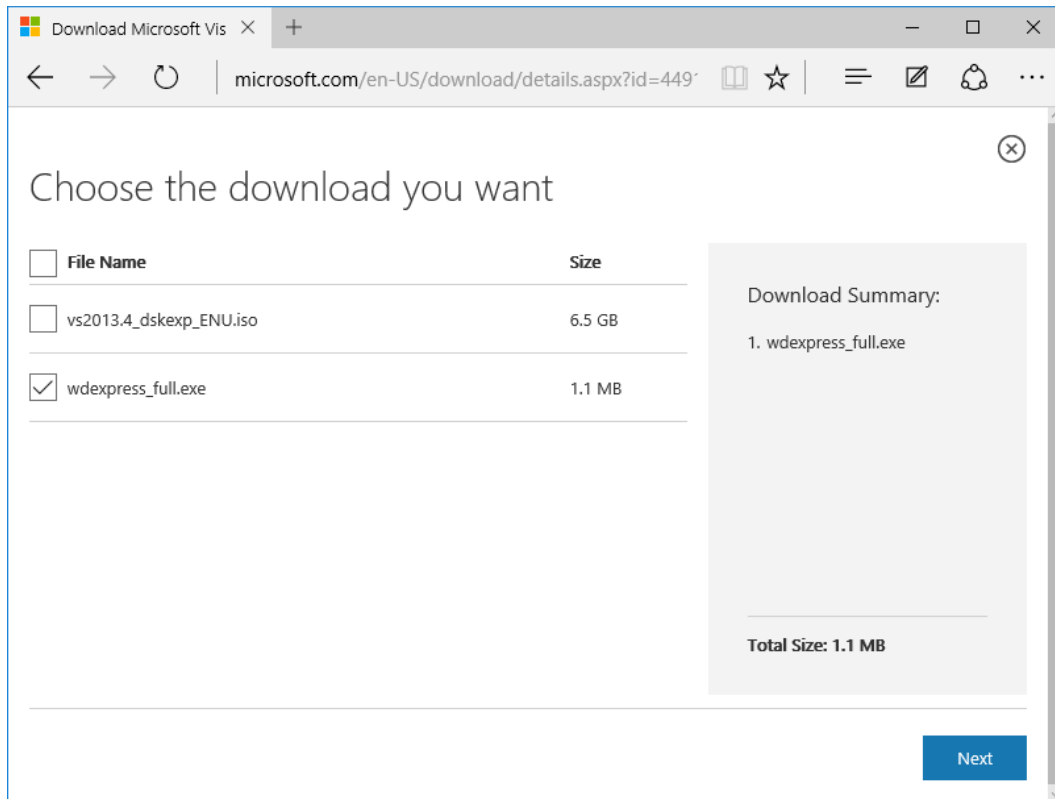 Download Microsoft Vis
microsoft.com/en-US/download/details.aspx?id=449
Choose the download you want
File Name Size
vs2013.4_dskexp_ENU.iso 6.5 GB
wdexpress_full.exe 1.1 MB
Download Summary:
1. wdexpress_full.exe
Total Size: 1.1 MB
Next